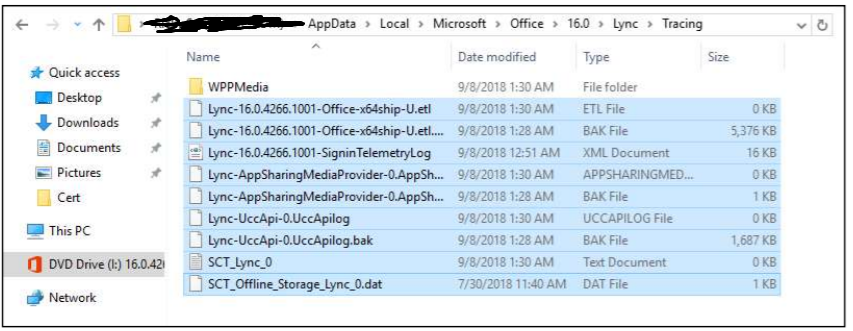 AppData > Local > Microsoft > Office > 16.0 > Lync > Tracing
Name Date modified Type Size
Quick access
Desktop
Downloads
Documents
Pictures
Cert
This PC
DVD Drive (I:) 16.0.42
Network
WPPMedia 9/8/2018 1:30 AM File folder
Lync-16.0.4266.1001-Office-x64ship-U.etl 9/8/2018 1:30 AM ETL File 0 KB
Lync-16.0.4266.1001-Office-x64ship-U.etl.... 9/8/2018 1:28 AM BAK File 5,376 KB
Lync-16.0.4266.1001-SigninTelemetryLog 9/8/2018 12:51 AM XML Document 16 KB
Lync-AppSharingMediaProvider-0.AppSh... 9/8/2018 1:30 AM APPSHARINGMED... 0 KB
Lync-AppSharingMediaProvider-0.AppSh... 9/8/2018 1:28 AM BAK File 1 KB
Lync-UccApi-0.UccApilog 9/8/2018 1:30 AM UCCAPILOG File 0 KB
Lync-UccApi-0.UccApilog.bak 9/8/2018 1:28 AM BAK File 1,687 KB
SCT_Lync_0 9/8/2018 1:30 AM Text Document 0 KB
SCT_Offline_Storage_Lync_0.dat 7/30/2018 11:40 AM DAT File 1 KB